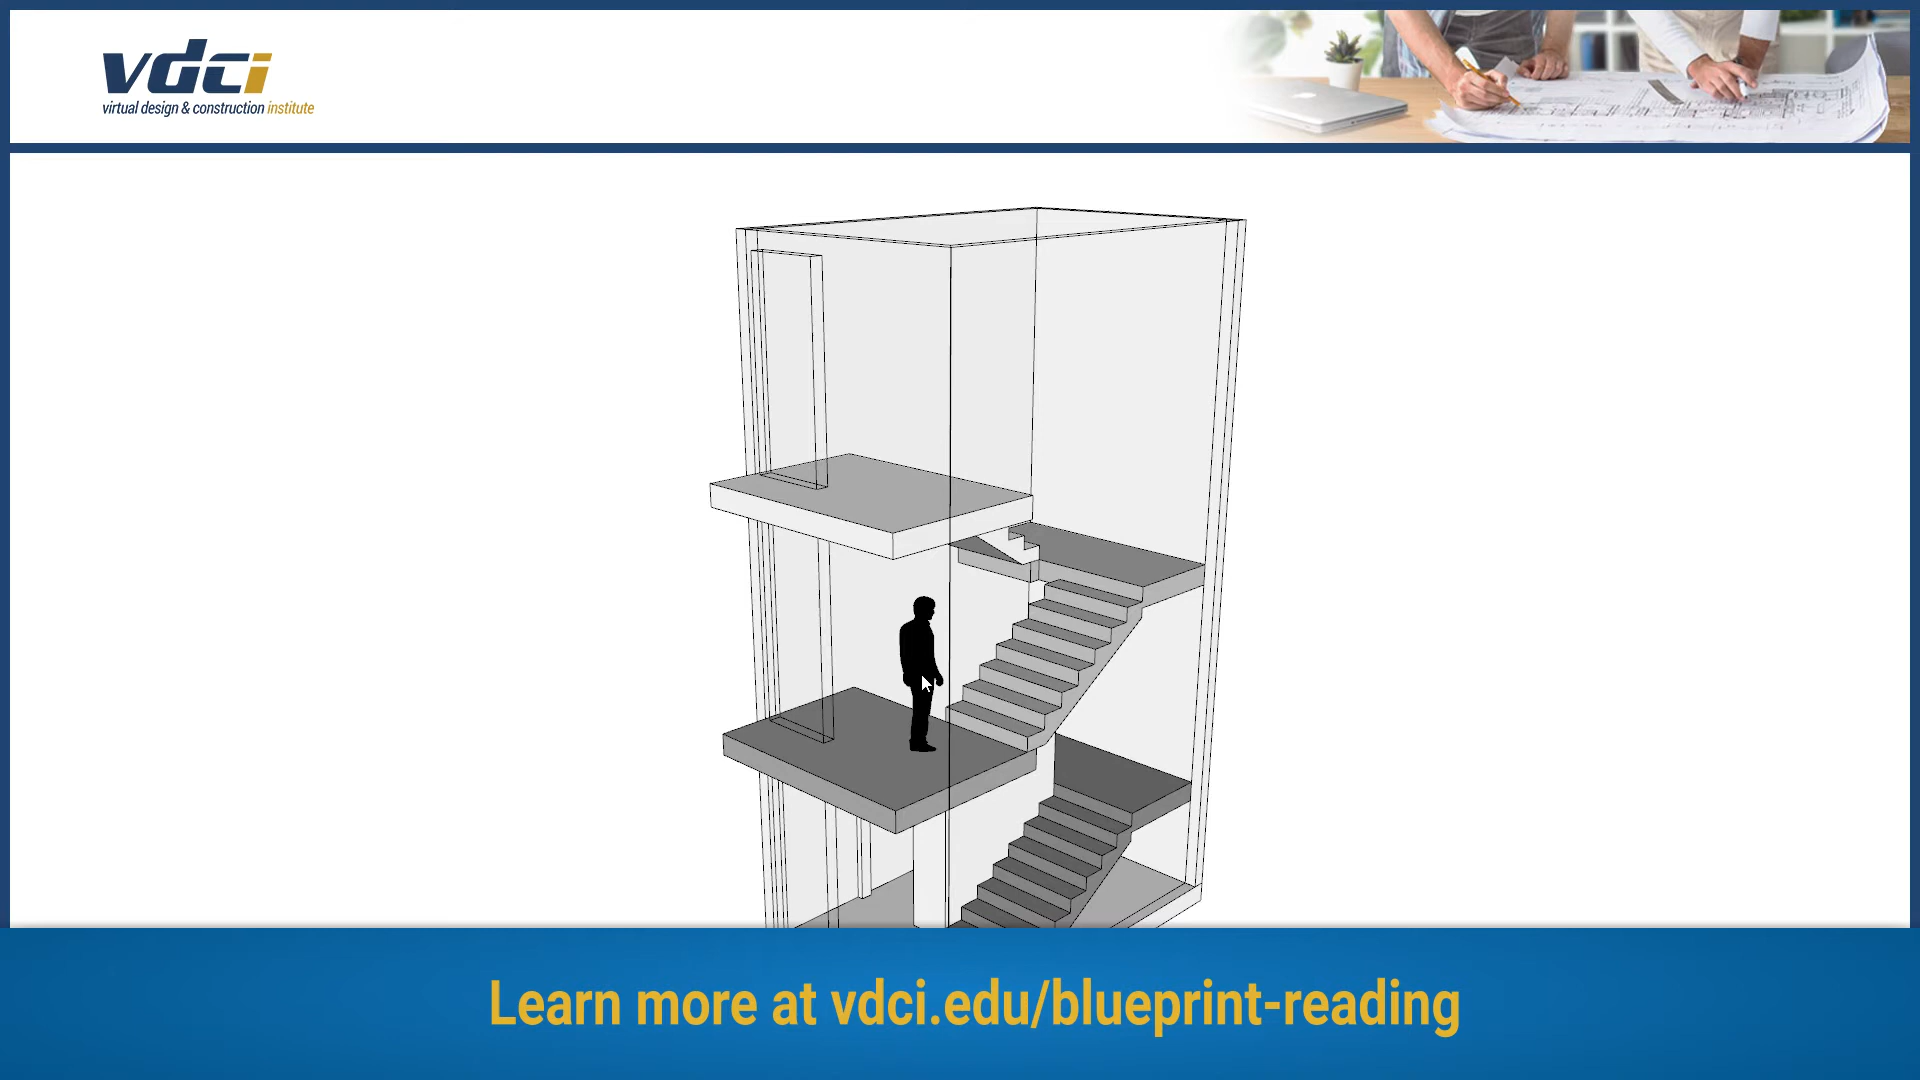 vdci
virtual design & construction institute
Learn more at vdci.edu/blueprint-reading